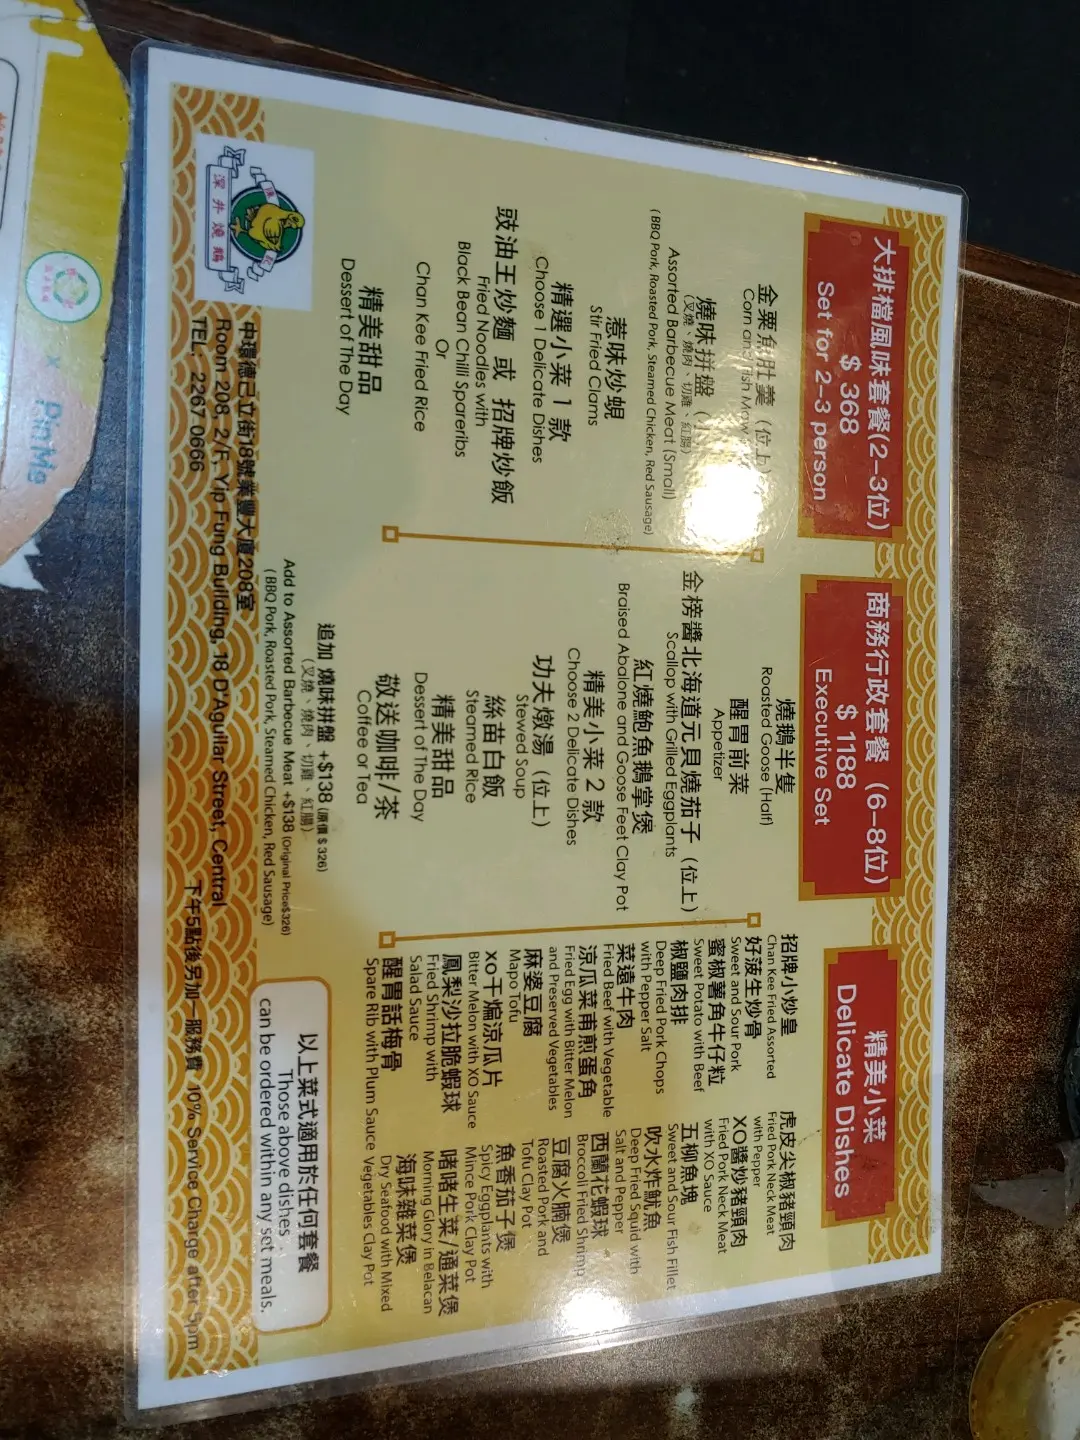 大排檔風味套餐(2-3位)
$ 368
Set for 2-3 person
金粟魚肚羹（位上）
Corn and Fish Maw
燒味拼盤
（叉燒、燒肉、切雞、紅腸）
Assorted Barbecue Meat (Small)
( BBQ Pork, Roasted Pork, Steamed Chicken, Red Sausage)
惹味炒蜆
Stir Fried Clams
精選小菜 1 款
Choose 1 Delicate Dishes
豉油王炒麵 或 招牌炒飯
Fried Noodles with
Black Bean Chilli Spareribs
Or
Chan Kee Fried Rice
精美甜品
Dessert of The Day
商務行政套餐（6-8位）
$ 1188
Executive Set
燒鵝半隻
Roasted Goose (Half)
醒胃前菜
Appetizer
金榜醬北海道元貝燒茄子（位上）
Scallop with Grilled Eggplants
紅燒鮑魚鵝掌煲
Braised Abalone and Goose Feet Clay Pot
精美小菜 2 款
Choose 2 Delicate Dishes
功夫燉湯（位上）
Stewed Soup
絲苗白飯
Steamed Rice
精美甜品
Dessert of The Day
敬送咖啡/茶
Coffee or Tea
追加 燒味拼盤 +$138 (原價 $ 326)
（叉燒、燒肉、切雞、紅腸）
Add to Assorted Barbecue Meat +$138 (Original Price$326)
( BBQ Pork, Roasted Pork, Steamed Chicken, Red Sausage)
精美小菜
Delicate Dishes
招牌小炒皇
Chan Kee Fried Assorted
好波生炒骨
Sweet and Sour Pork
蜜椒薯角牛仔粒
Sweet Potato with Beef
椒鹽肉排
Deep Fried Pork Chops
with Pepper Salt
菜遠牛肉
Fried Beef with Vegetable
涼瓜菜甫煎蛋角
Fried Egg with Bitter Melon
and Preserved Vegetables
麻婆豆腐
Mapo Tofu
XO干煸涼瓜片
Bitter Melon with XO Sauce
鳳梨沙拉脆蝦球
Fried Shrimp with
Salad Sauce
醒胃話梅骨
Spare Rib with Plum Sauce
虎皮尖椒豬頸肉
Fried Pork Neck Meat
with Pepper
XO醬炒豬頸肉
Fried Pork Neck Meat
with XO Sauce
五柳魚塊
Sweet and Sour Fish Fillet
吹水炸魷魚
Deep Fried Squid with
Salt and Pepper
西蘭花蝦球
Broccoli Fried Shrimp
豆腐火腩煲
Roasted Pork and
Tofu Clay Pot
魚香茄子煲
Spicy Eggplants with
Mince Pork Clay Pot
啫啫生菜/通菜煲
Morning Glory in Belacan
海味雜菜煲
Dry Seafood with Mixed
Vegetables Clay Pot
以上菜式適用於任何套餐
Those above dishes
can be ordered within any set meals.
深井燒鵝
中環德己立街18號業豐大廈208室
Room 208, 2/F, Yip Fung Building, 18 D'Aguilar Street, Central
TEL: 2267 0666
下午5點後另加一服務費 10% Service Charge after 5pm
x PinMe